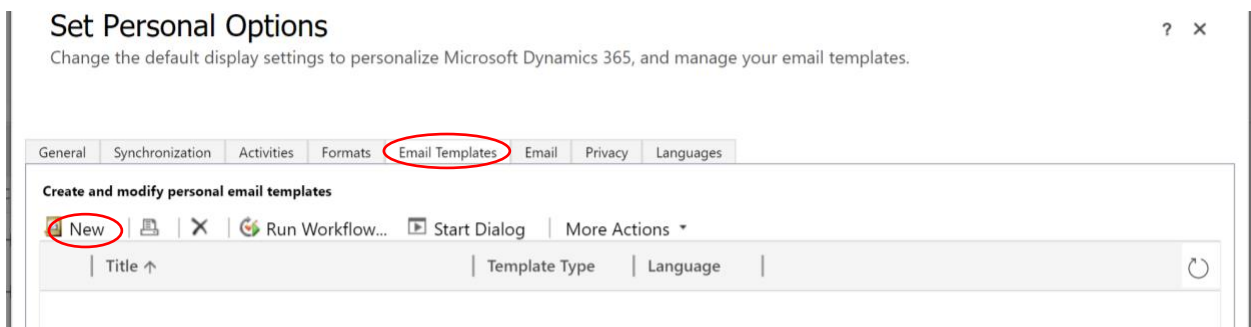 Set Personal Options
? ×
Change the default display settings to personalize Microsoft Dynamics 365, and manage your email templates.
General Synchronization Activities Formats Email Templates Email Privacy Languages
Create and modify personal email templates
New Run Workflow... Start Dialog More Actions
Title ↑ Template Type Language